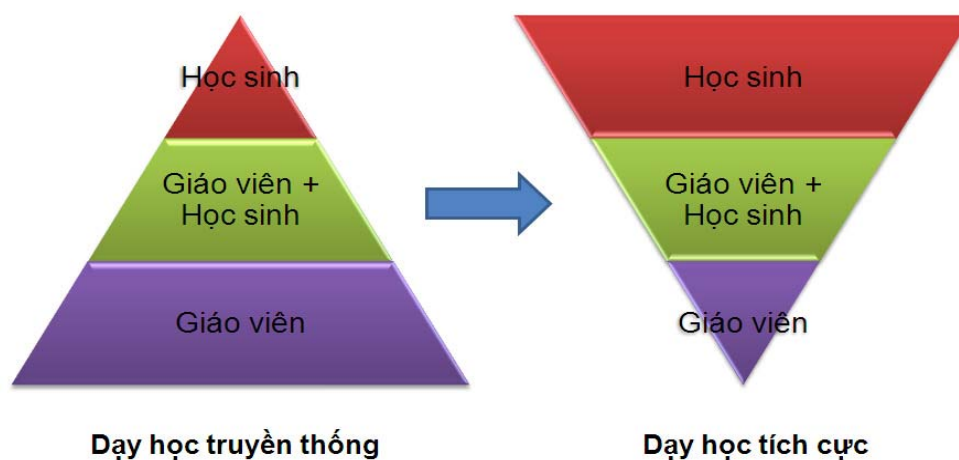 Học sinh
Giáo viên +
Học sinh
Giáo viên
Dạy học truyền thống
Học sinh
Giáo viên +
Học sinh
Giáo viên
Dạy học tích cực